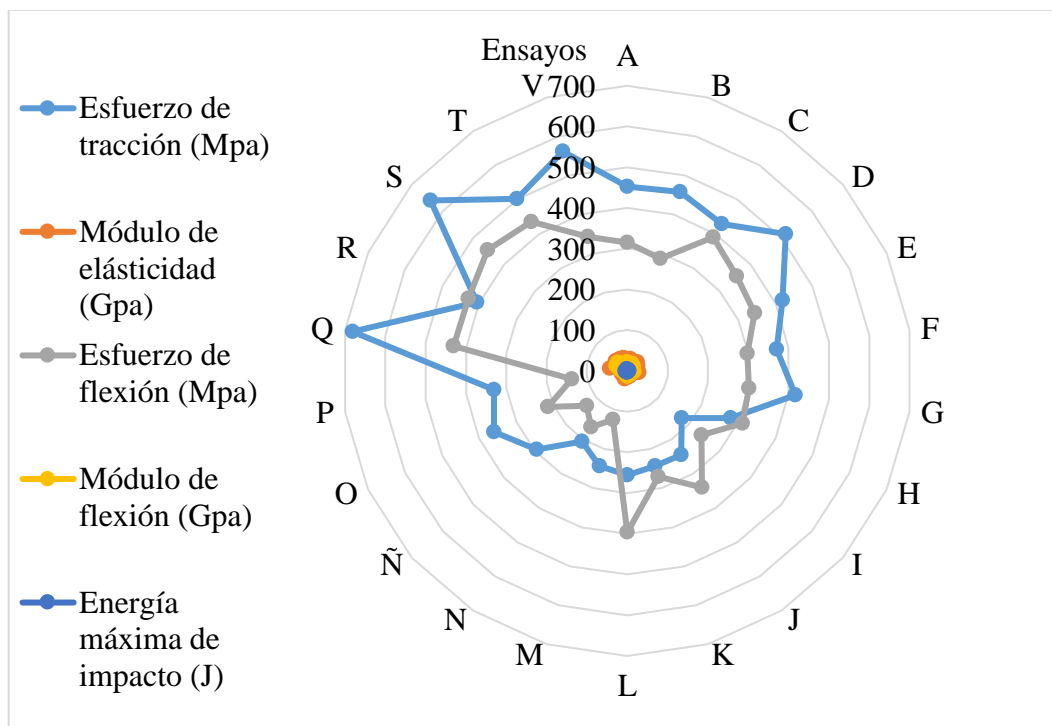 Ensayos
Esfuerzo de
tracción (Mpa)
Módulo de
elásticidad
(Gpa)
Esfuerzo de
flexión (Mpa)
Módulo de
flexión (Gpa)
Energía
máxima de
impacto (J)
700
600
500
400
300
200
100
0
A
B
C
D
E
F
G
H
I
J
K
L
M
N
Ñ
O
P
Q
R
S
T
V